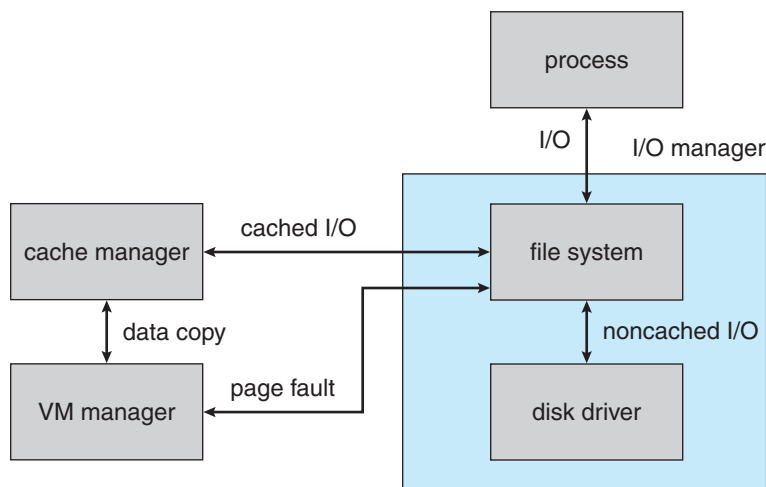 process
I/O
I/O manager
cache manager
cached I/O
file system
data copy
noncached I/O
VM manager
page fault
disk driver